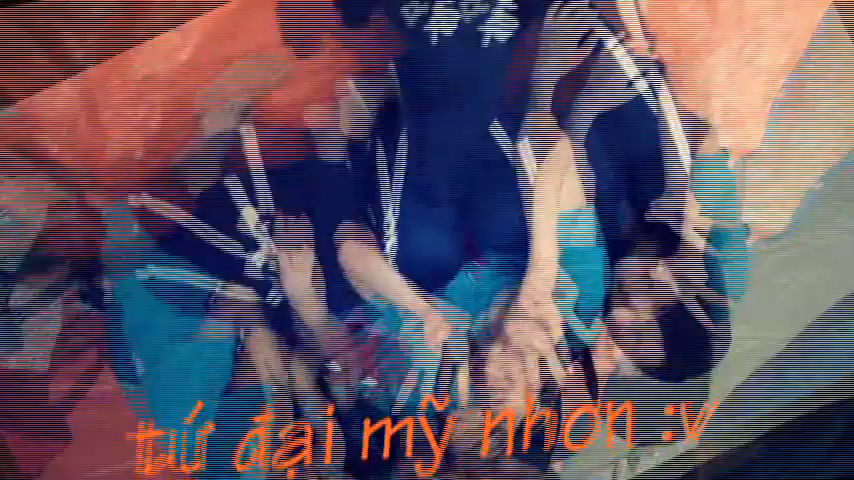 tứ đại mỹ nhơn :v